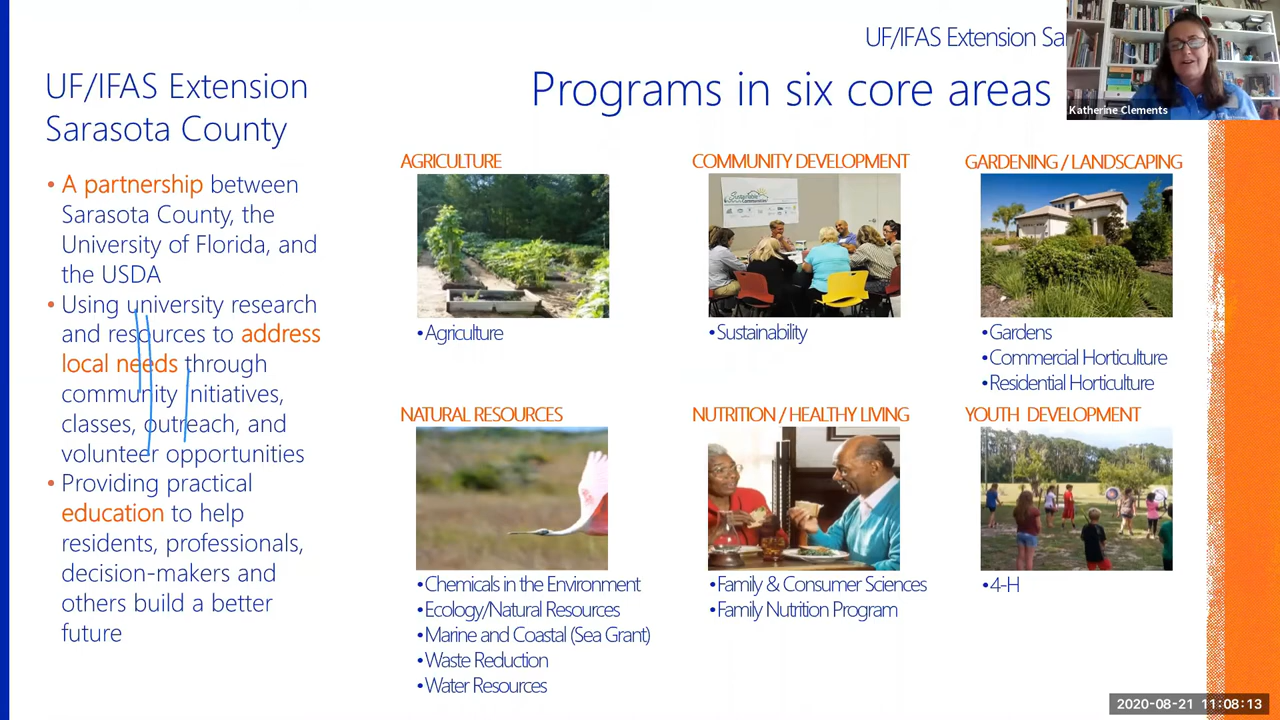 UF/IFAS Extension Sar
Programs in six core areas
Katherine Clements
UF/IFAS Extension
Sarasota County
• A partnership between
Sarasota County, the
University of Florida, and
the USDA
• Using university research
and resources to address
local needs through
community initiatives,
classes, outreach, and
volunteer opportunities
• Providing practical
education to help
residents, professionals,
decision-makers and
others build a better
future
AGRICULTURE
•Agriculture
COMMUNITY DEVELOPMENT
Sustainable
Communities
•Sustainability
GARDENING / LANDSCAPING
•Gardens
•Commercial Horticulture
•Residential Horticulture
NATURAL RESOURCES
•Chemicals in the Environment
•Ecology/Natural Resources
•Marine and Coastal (Sea Grant)
•Waste Reduction
•Water Resources
NUTRITION / HEALTHY LIVING
•Family & Consumer Sciences
•Family Nutrition Program
YOUTH DEVELOPMENT
•4-H
2020-08-21 11:08:13